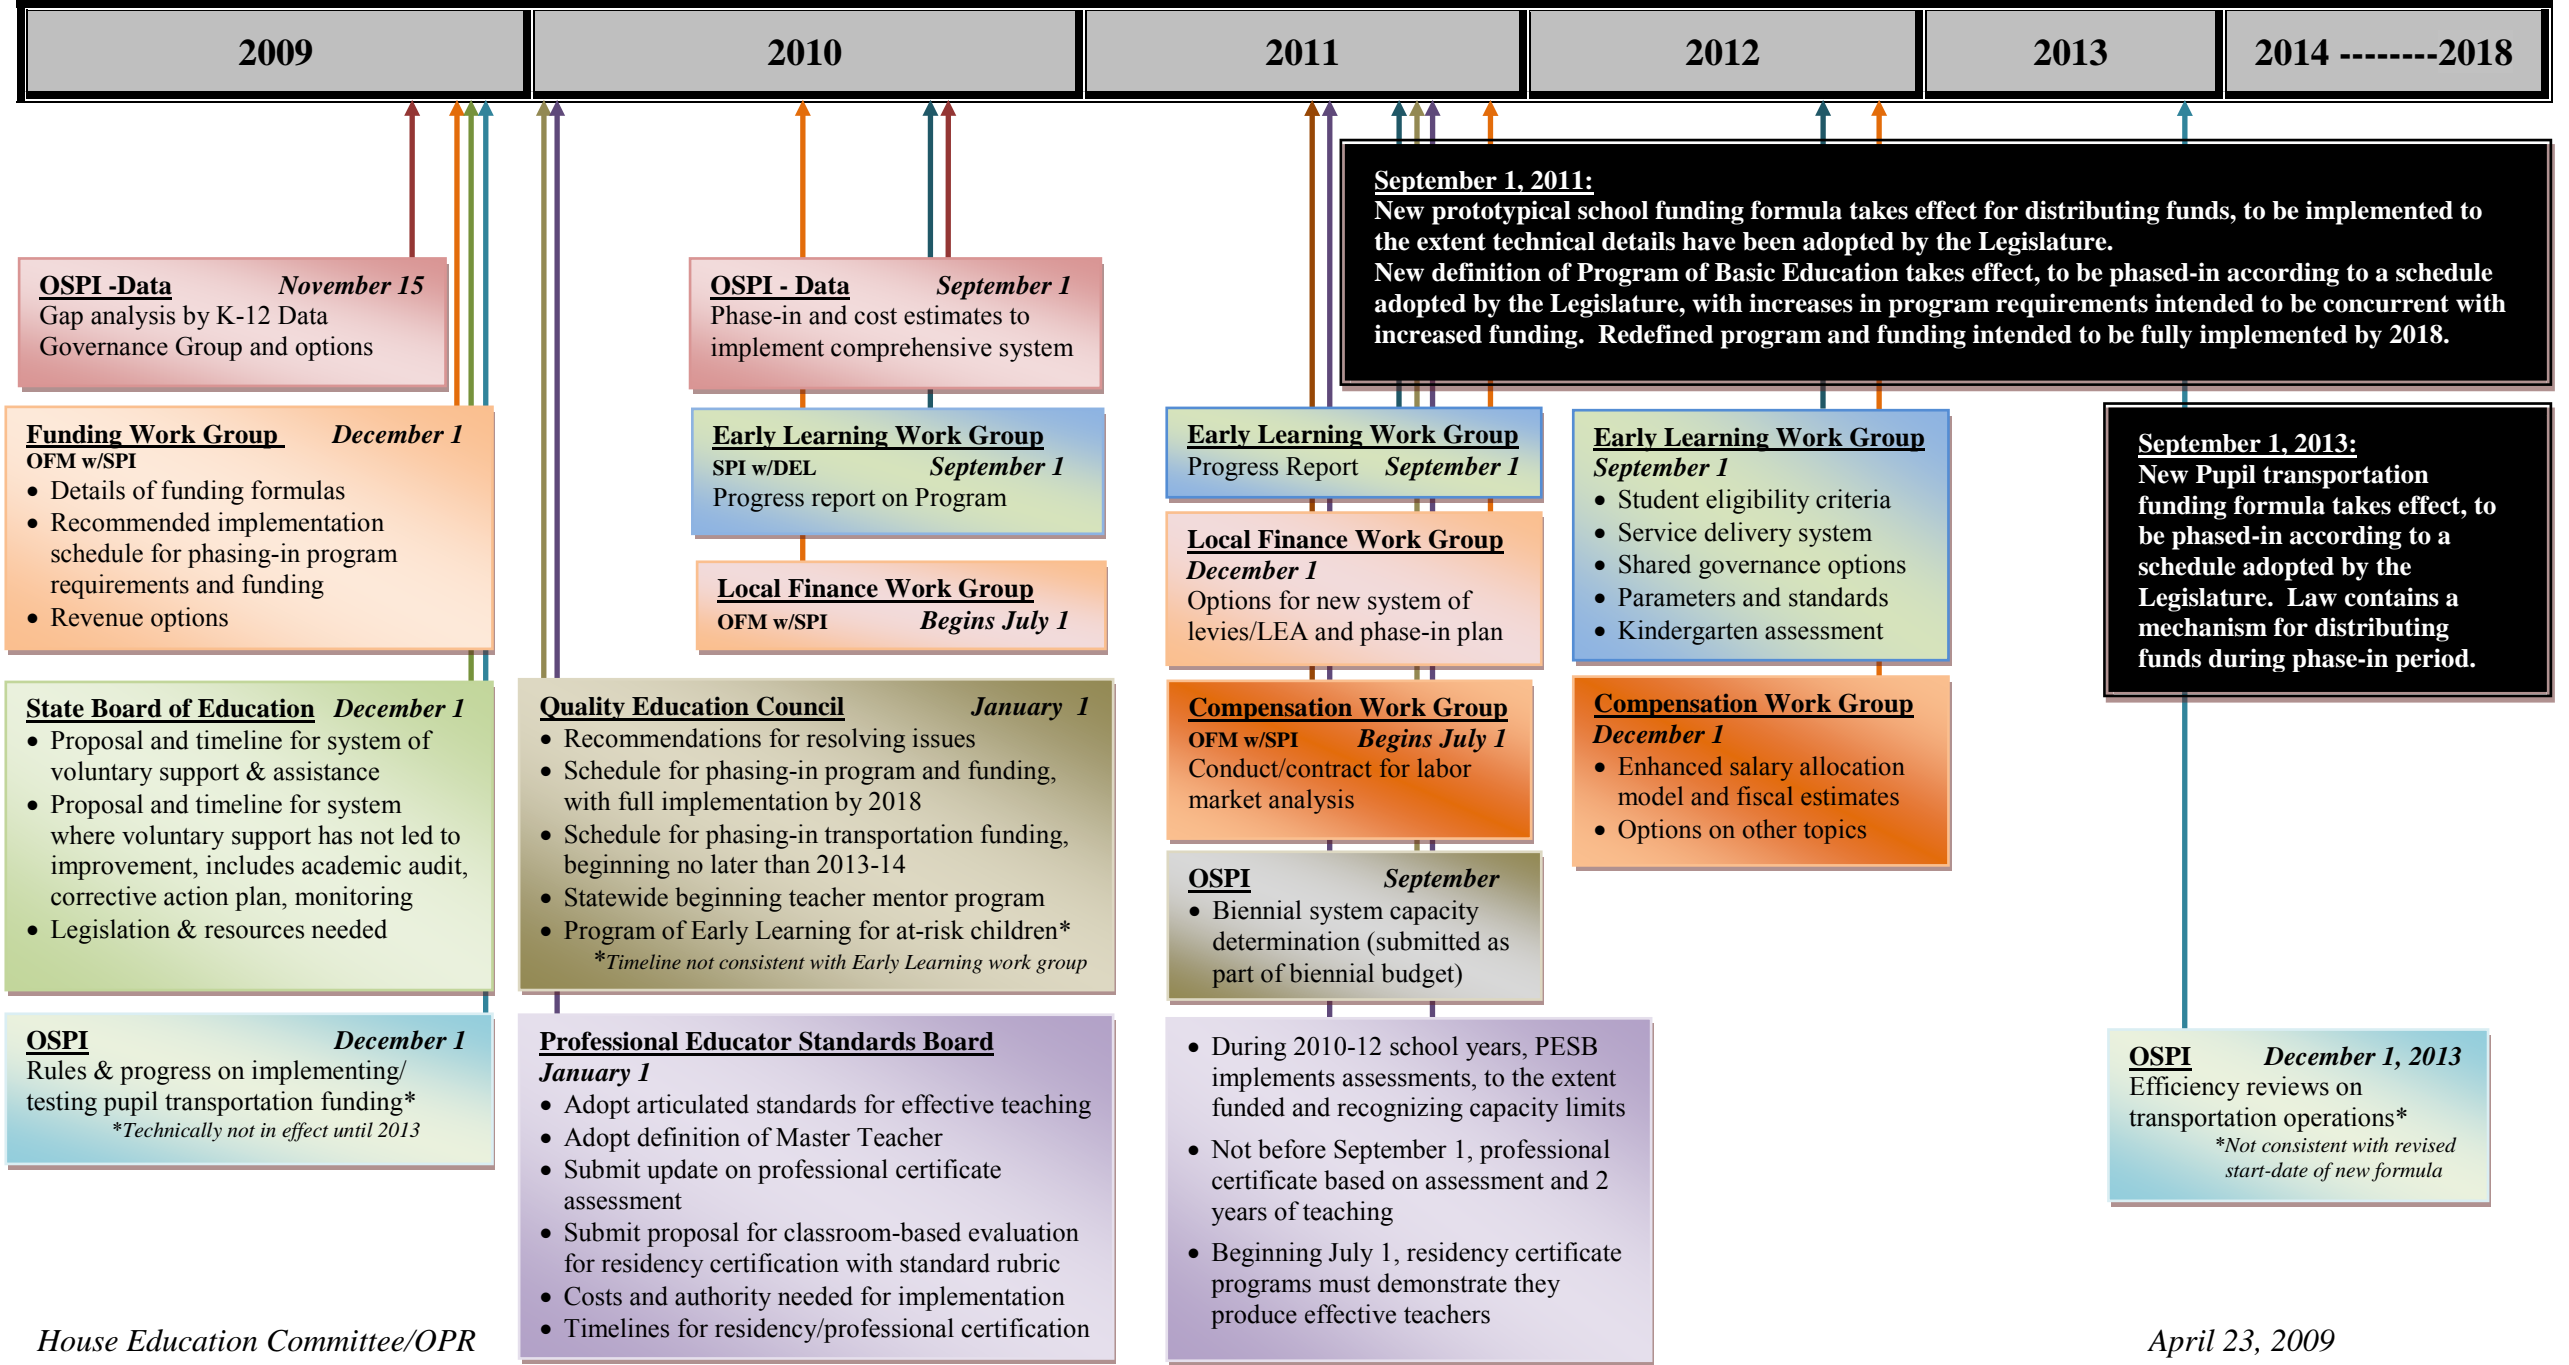 2009
2010
2011
2012
2013
2014 --------2018
OSPI -Data November 15
Gap analysis by K-12 Data
Governance Group and options
Funding Work Group December 1
OFM w/SPI
• Details of funding formulas
• Recommended implementation
schedule for phasing-in program
requirements and funding
• Revenue options
State Board of Education December 1
• Proposal and timeline for system of
voluntary support & assistance
• Proposal and timeline for system
where voluntary support has not led to
improvement, includes academic audit,
corrective action plan, monitoring
• Legislation & resources needed
OSPI December 1
Rules & progress on implementing/
testing pupil transportation funding*
*Technically not in effect until 2013
OSPI - Data September 1
Phase-in and cost estimates to
implement comprehensive system
Early Learning Work Group
SPI w/DEL September 1
Progress report on Program
Local Finance Work Group
OFM w/SPI Begins July 1
Quality Education Council January 1
• Recommendations for resolving issues
• Schedule for phasing-in program and funding,
with full implementation by 2018
• Schedule for phasing-in transportation funding,
beginning no later than 2013-14
• Statewide beginning teacher mentor program
• Program of Early Learning for at-risk children*
*Timeline not consistent with Early Learning work group
Professional Educator Standards Board
January 1
• Adopt articulated standards for effective teaching
• Adopt definition of Master Teacher
• Submit update on professional certificate
assessment
• Submit proposal for classroom-based evaluation
for residency certification with standard rubric
• Costs and authority needed for implementation
• Timelines for residency/professional certification
September 1, 2011:
New prototypical school funding formula takes effect for distributing funds, to be implemented to
the extent technical details have been adopted by the Legislature.
New definition of Program of Basic Education takes effect, to be phased-in according to a schedule
adopted by the Legislature, with increases in program requirements intended to be concurrent with
increased funding.  Redefined program and funding intended to be fully implemented by 2018.
Early Learning Work Group
Progress Report September 1
Local Finance Work Group
December 1
Options for new system of
levies/LEA and phase-in plan
Compensation Work Group
OFM w/SPI Begins July 1
Conduct/contract for labor
market analysis
OSPI September
• Biennial system capacity
determination (submitted as
part of biennial budget)
• During 2010-12 school years, PESB
implements assessments, to the extent
funded and recognizing capacity limits
• Not before September 1, professional
certificate based on assessment and 2
years of teaching
• Beginning July 1, residency certificate
programs must demonstrate they
produce effective teachers
Early Learning Work Group
September 1
• Student eligibility criteria
• Service delivery system
• Shared governance options
• Parameters and standards
• Kindergarten assessment
Compensation Work Group
December 1
• Enhanced salary allocation
model and fiscal estimates
• Options on other topics
September 1, 2013:
New Pupil transportation
funding formula takes effect, to
be phased-in according to a
schedule adopted by the
Legislature.  Law contains a
mechanism for distributing
funds during phase-in period.
OSPI December 1, 2013
Efficiency reviews on
transportation operations*
*Not consistent with revised
start-date of new formula
House Education Committee/OPR
April 23, 2009